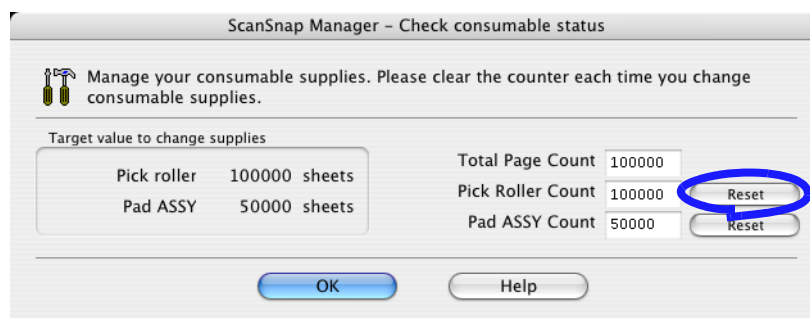 ScanSnap Manager – Check consumable status
Manage your consumable supplies. Please clear the counter each time you change
consumable supplies.
Target value to change supplies
Pick roller 100000 sheets
Pad ASSY 50000 sheets
Total Page Count 100000
Pick Roller Count 100000 Reset
Pad ASSY Count 50000 Reset
OK Help